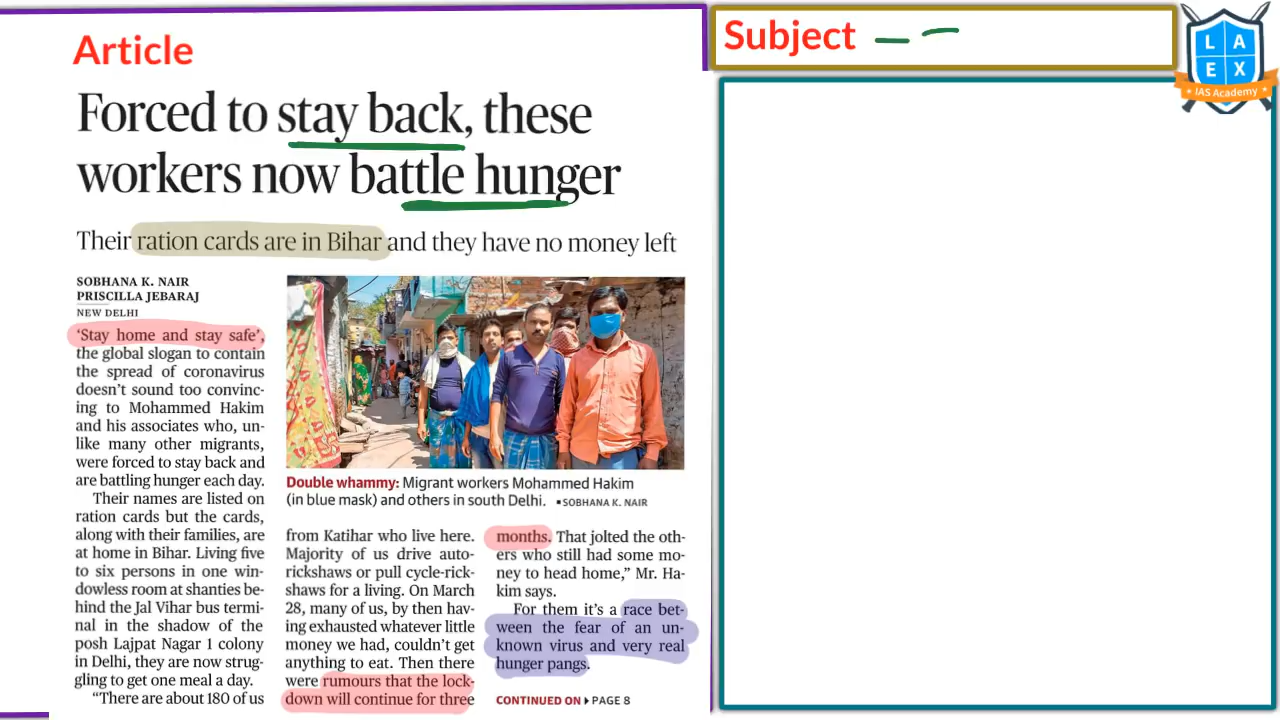 Article
Forced to stay back, these
workers now battle hunger
Their ration cards are in Bihar and they have no money left
SOBHANA K. NAIR
PRISCILLA JEBARAJ
NEW DELHI
‘Stay home and stay safe’,
the global slogan to contain
the spread of coronavirus
doesn’t sound too convinc-
ing to Mohammed Hakim
and his associates who, un-
like many other migrants,
were forced to stay back and
are battling hunger each day.
Their names are listed on
ration cards but the cards,
along with their families, are
at home in Bihar. Living five
to six persons in one win-
dowless room at shanties be-
hind the Jal Vihar bus termi-
nal in the shadow of the
posh Lajpat Nagar 1 colony
in Delhi, they are now strug-
gling to get one meal a day.
“There are about 180 of us
Double whammy: Migrant workers Mohammed Hakim
(in blue mask) and others in south Delhi. ▪SOBHANA K. NAIR
from Katihar who live here.
Majority of us drive auto-
rickshaws or pull cycle-rick-
shaws for a living. On March
28, many of us, by then hav-
ing exhausted whatever little
money we had, couldn’t get
anything to eat. Then there
were rumours that the lock-
down will continue for three
months. That jolted the oth-
ers who still had some mo-
ney to head home,” Mr. Ha-
kim says.
For them it’s a race bet-
ween the fear of an un-
known virus and very real
hunger pangs.
CONTINUED ON ▸ PAGE 8
Subject
L A
E X
IAS Academy